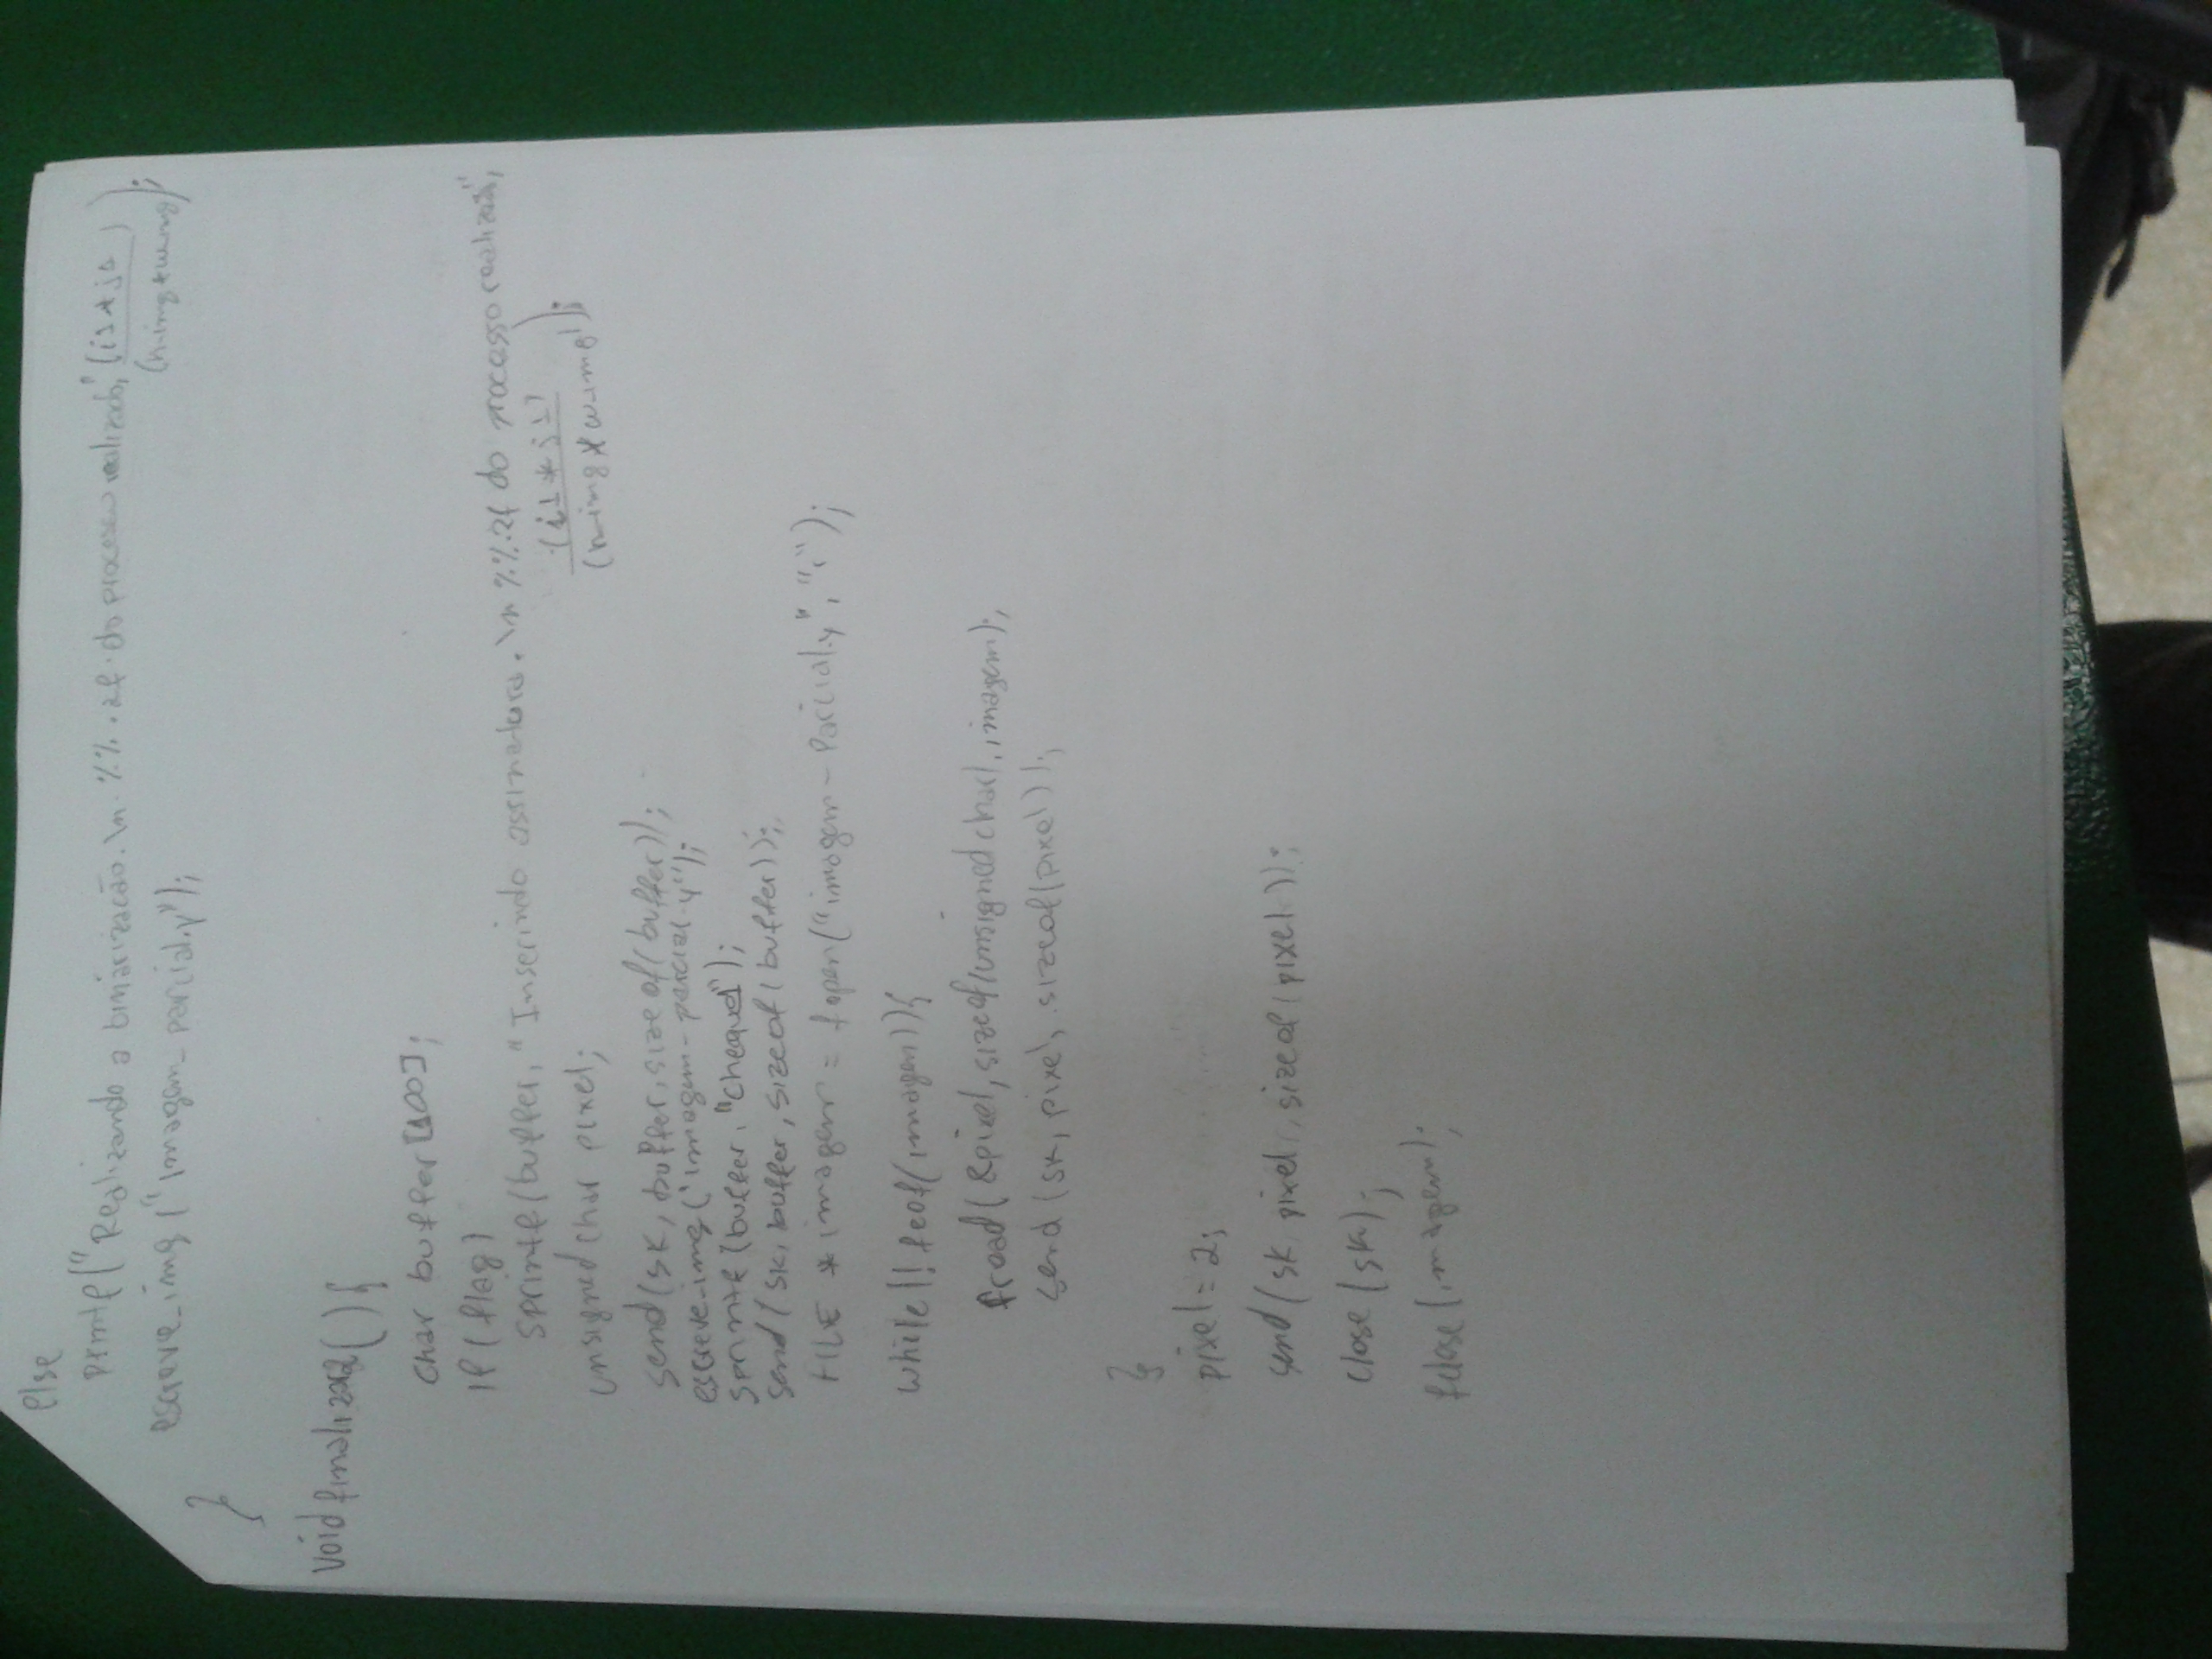 else
printf("Realizando a binarização.\n %%.2f do processo realizado," (i1*j1)
(h_img*w_img));
escreve_img("imagem_parcial.y");
}
void finaliza2(){
char buffer[100];
if(flag)
sprintf(buffer, "Inserindo assinatura.\n %%.2f do processo realizado",
(i1*j1)
(h_img*w_img));
unsigned char pixel;
send(sk, buffer, sizeof(buffer));
escreve_img("imagem-parcial.y");
sprintf(buffer, "cheque1");
send(sk, buffer, sizeof(buffer));
FILE * imagem = fopen("imagem-parcial.y", "r");
while(!feof(imagem)){
fread(&pixel, sizeof(unsigned char), imagem);
send(sk, pixel, sizeof(pixel));
}
pixel = 2;
send(sk, pixel, sizeof(pixel));
close(sk);
fclose(imagem);